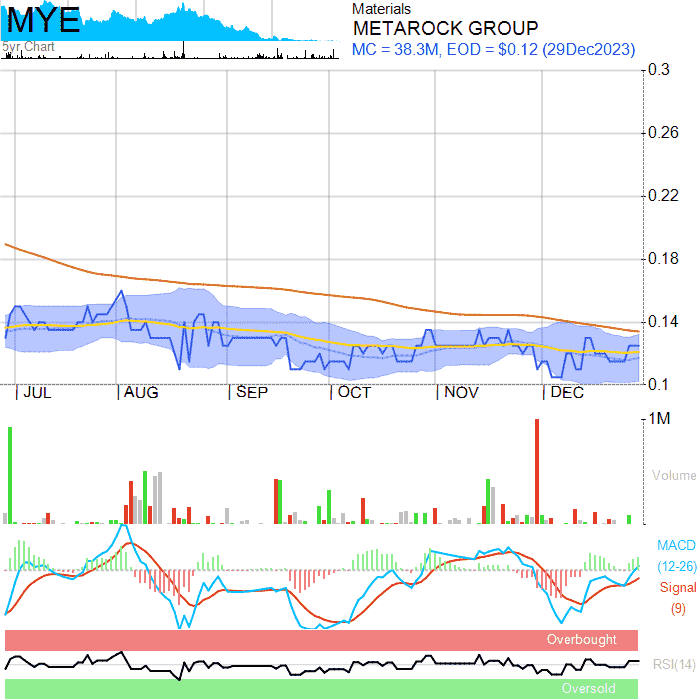 MYE
5yr Chart
Materials
METAROCK GROUP
MC = 38.3M, EOD = $0.12 (29Dec2023)
0.3
0.26
0.22
0.18
0.14
0.1
JUL AUG SEP OCT NOV DEC
1M
Volume
MACD
(12-26)
Signal
(9)
Overbought
RSI(14)
Oversold